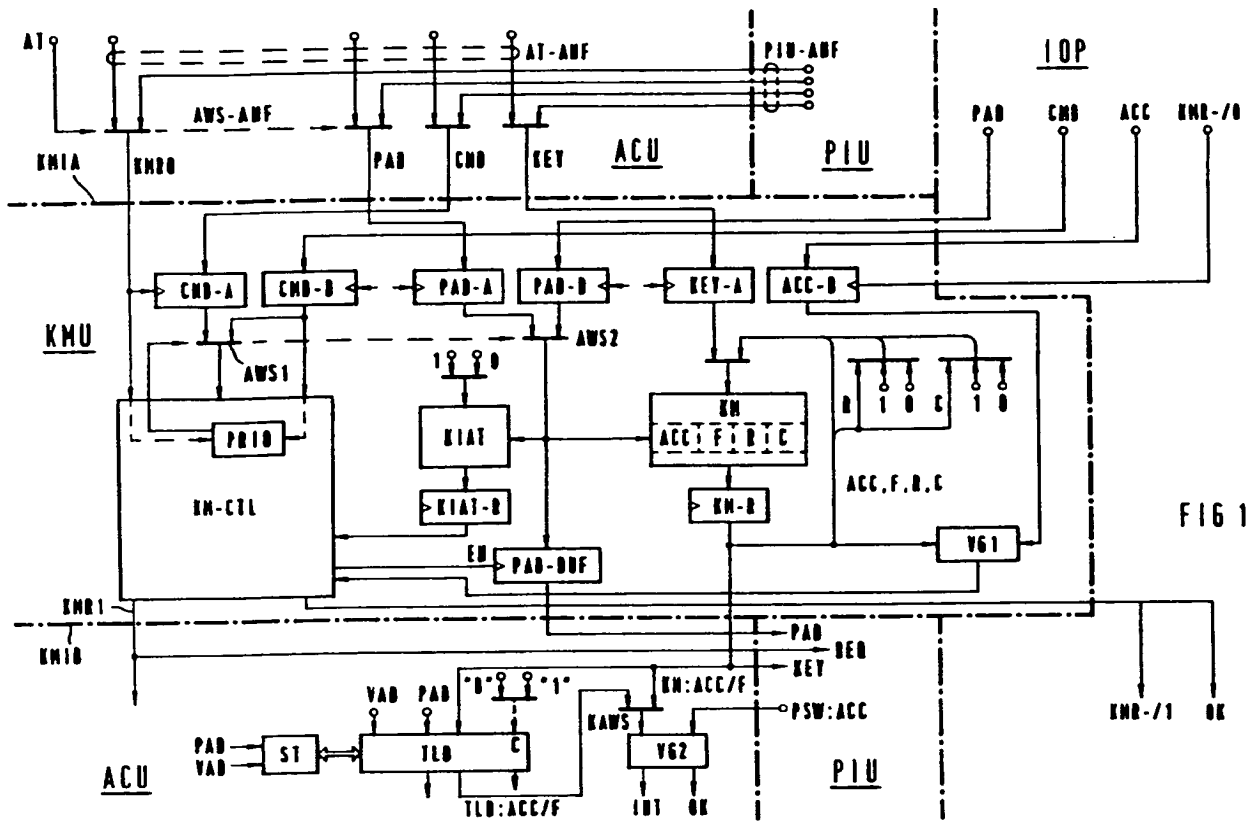 AT
AT-ANF
PIU-ANF
IOP
AWS-ANF
PAD CMD ACC KMR-/0
KMIA
KMR0
PAD
CMD
KEY
ACU
PIU
CMD-A
CMD-B
PAD-A
PAD-B
KEY-A
ACC-B
KMU
AWS1
AWS2
1 0
R 1 0 C 1 0
KM
PRIO
KIAT
ACC F R C
KM-CTL
KIAT-R
KM-R
ACC,F,R,C
FIG 1
EN
PAD-BUF
VG1
KMR1
KMIB
PAD
REQ
KEY
"0" "1"
KM:ACC/F
VAD
PAD
KAWS
PSW:ACC
KMR-/1 OK
PAD
VAD
ST
TLB
C
VG2
ACU
TLB:ACC/F
INT OK
PIU